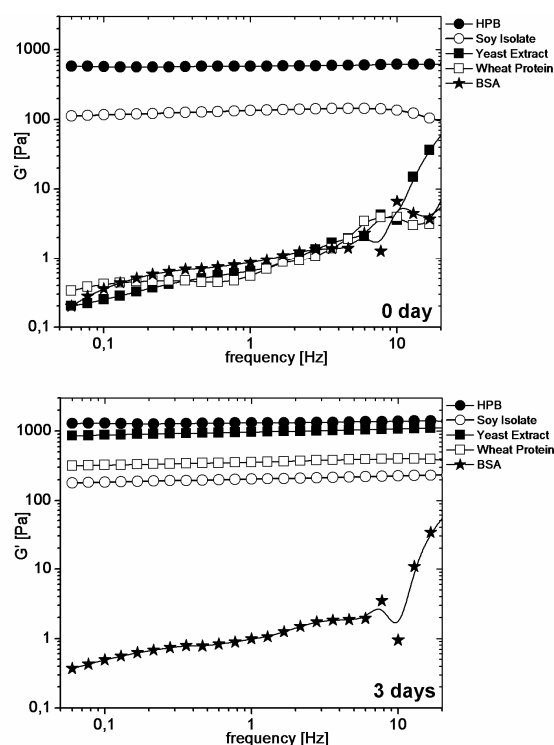 HPB
Soy Isolate
Yeast Extract
Wheat Protein
BSA
1000
100
10
1
0,1
G' [Pa]
0,1
1
10
frequency [Hz]
0 day
HPB
Soy Isolate
Yeast Extract
Wheat Protein
BSA
1000
100
10
1
0,1
G' [Pa]
0,1
1
10
frequency [Hz]
3 days